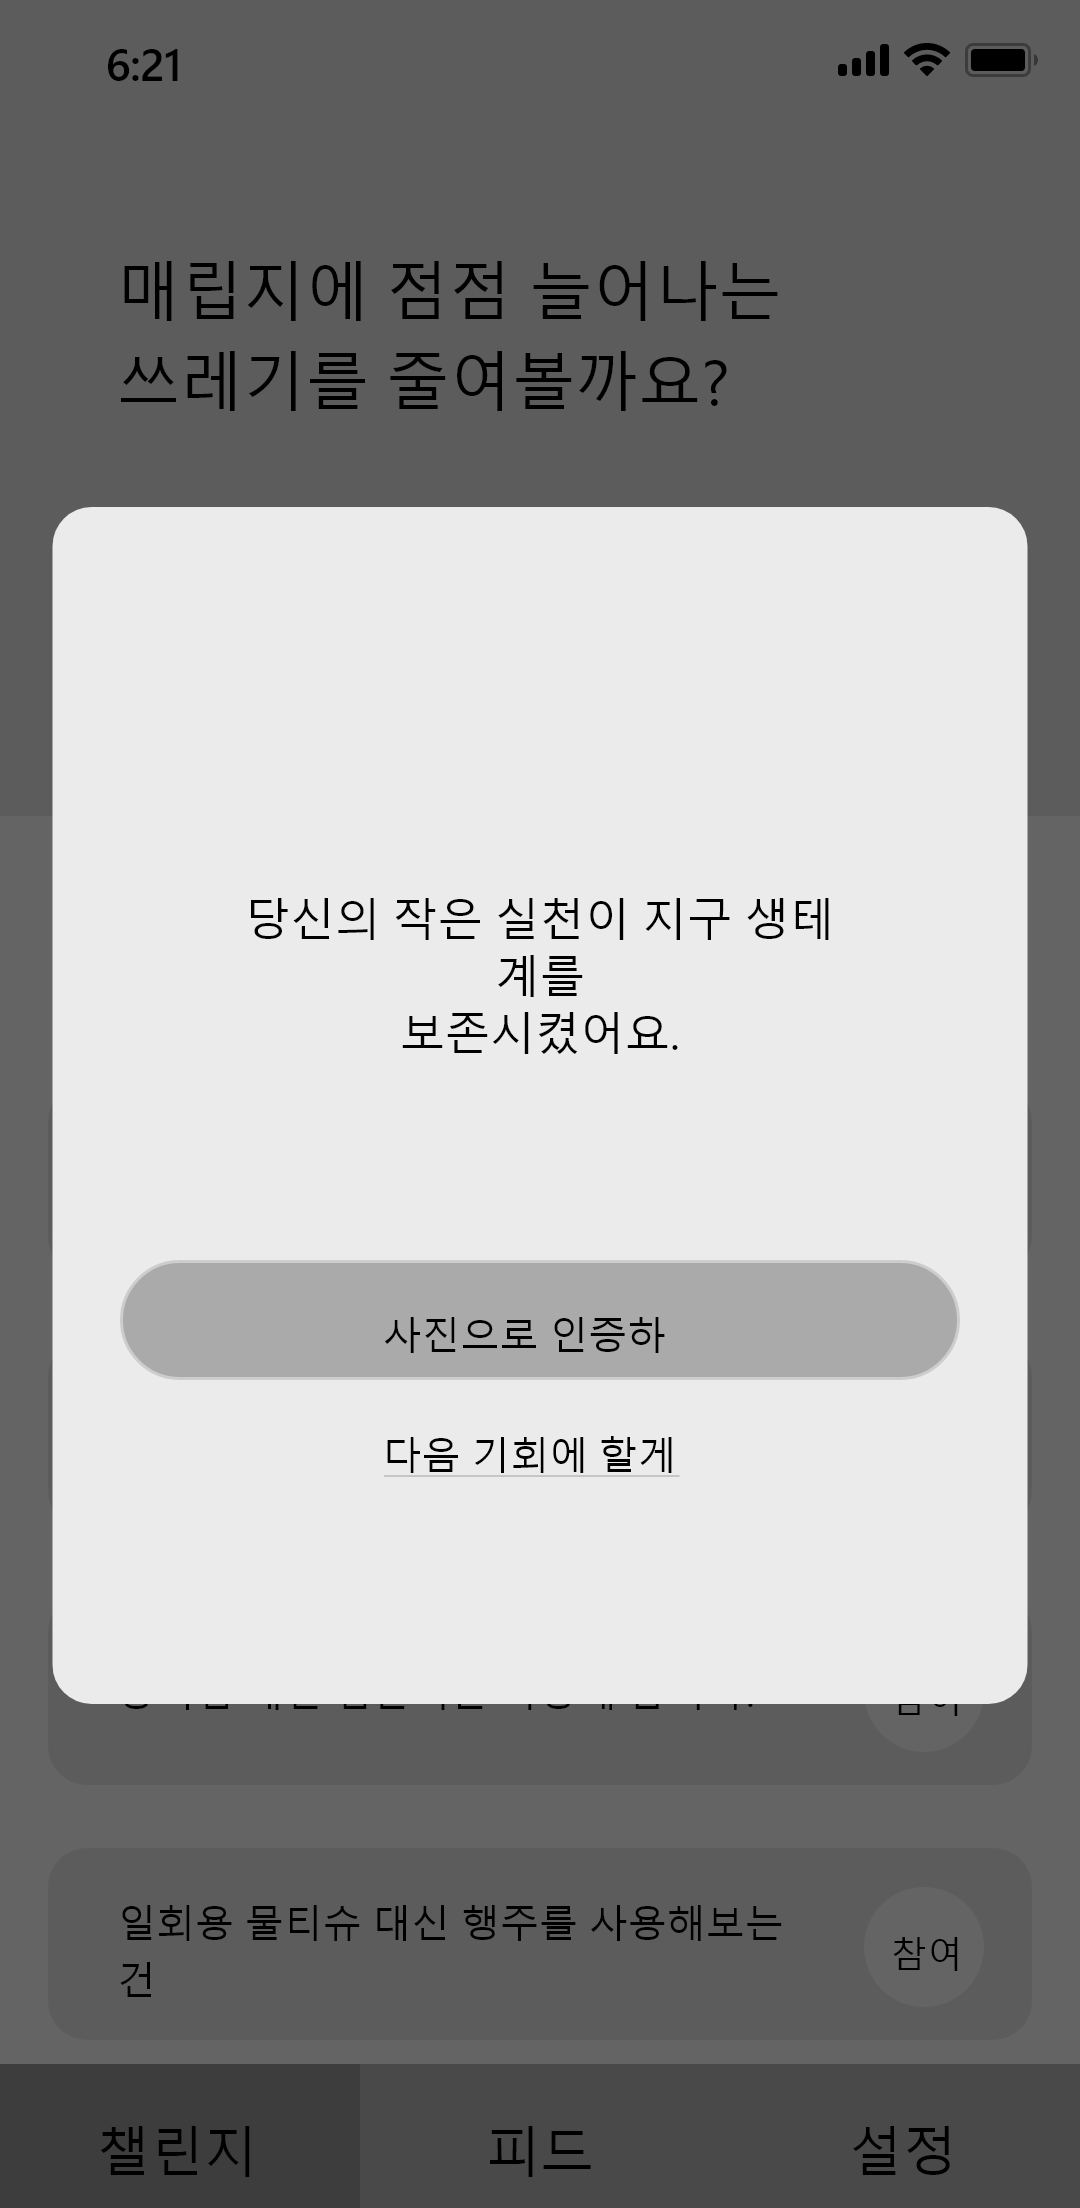 6:21
매립지에 점점 늘어나는
쓰레기를 줄여볼까요?
당신의 작은 실천이 지구 생테
계를
보존시켰어요.
사진으로 인증하
다음 기회에 할게
일회용 물티슈 대신 행주를 사용해보는
건
참여
챌린지
피드
설정